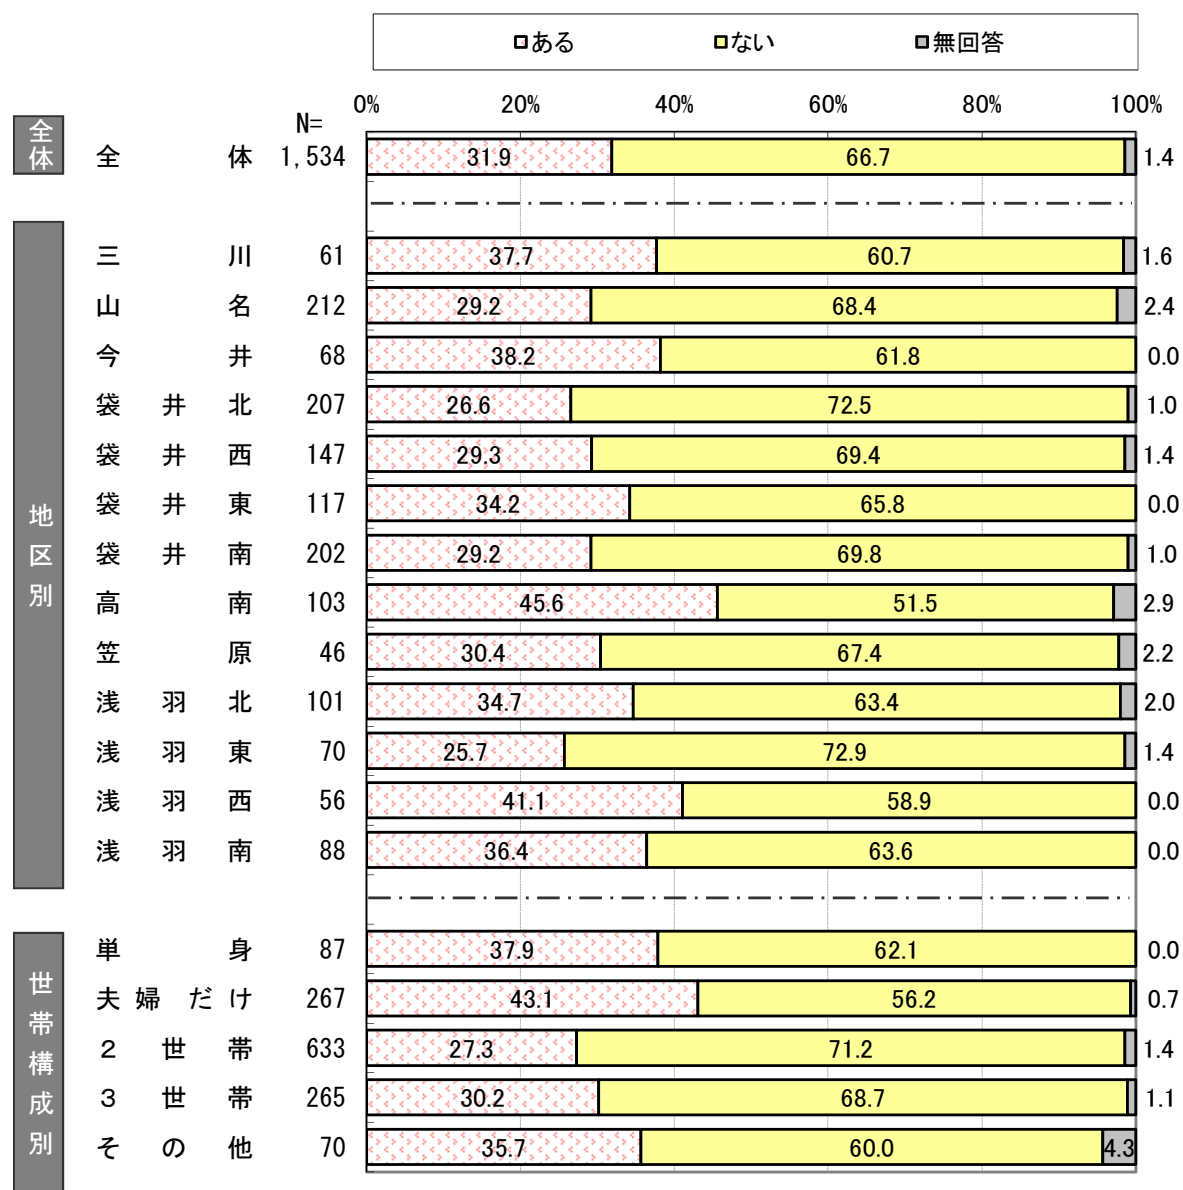 ある ない 無回答
0% 20% 40% 60% 80% 100%
N=
全体
全体 1,534 31.9 66.7 1.4
地区別
三川 61 37.7 60.7 1.6
山名 212 29.2 68.4 2.4
今井 68 38.2 61.8 0.0
袋井北 207 26.6 72.5 1.0
袋井西 147 29.3 69.4 1.4
袋井東 117 34.2 65.8 0.0
袋井南 202 29.2 69.8 1.0
高南 103 45.6 51.5 2.9
笠原 46 30.4 67.4 2.2
浅羽北 101 34.7 63.4 2.0
浅羽東 70 25.7 72.9 1.4
浅羽西 56 41.1 58.9 0.0
浅羽南 88 36.4 63.6 0.0
世帯構成別
単身 87 37.9 62.1 0.0
夫婦だけ 267 43.1 56.2 0.7
２世帯 633 27.3 71.2 1.4
３世帯 265 30.2 68.7 1.1
その他 70 35.7 60.0 4.3